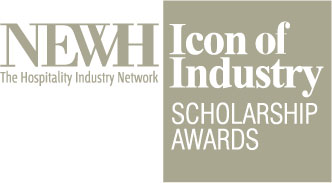 NEWH
The Hospitality Industry Network
Icon of
Industry
SCHOLARSHIP
AWARDS